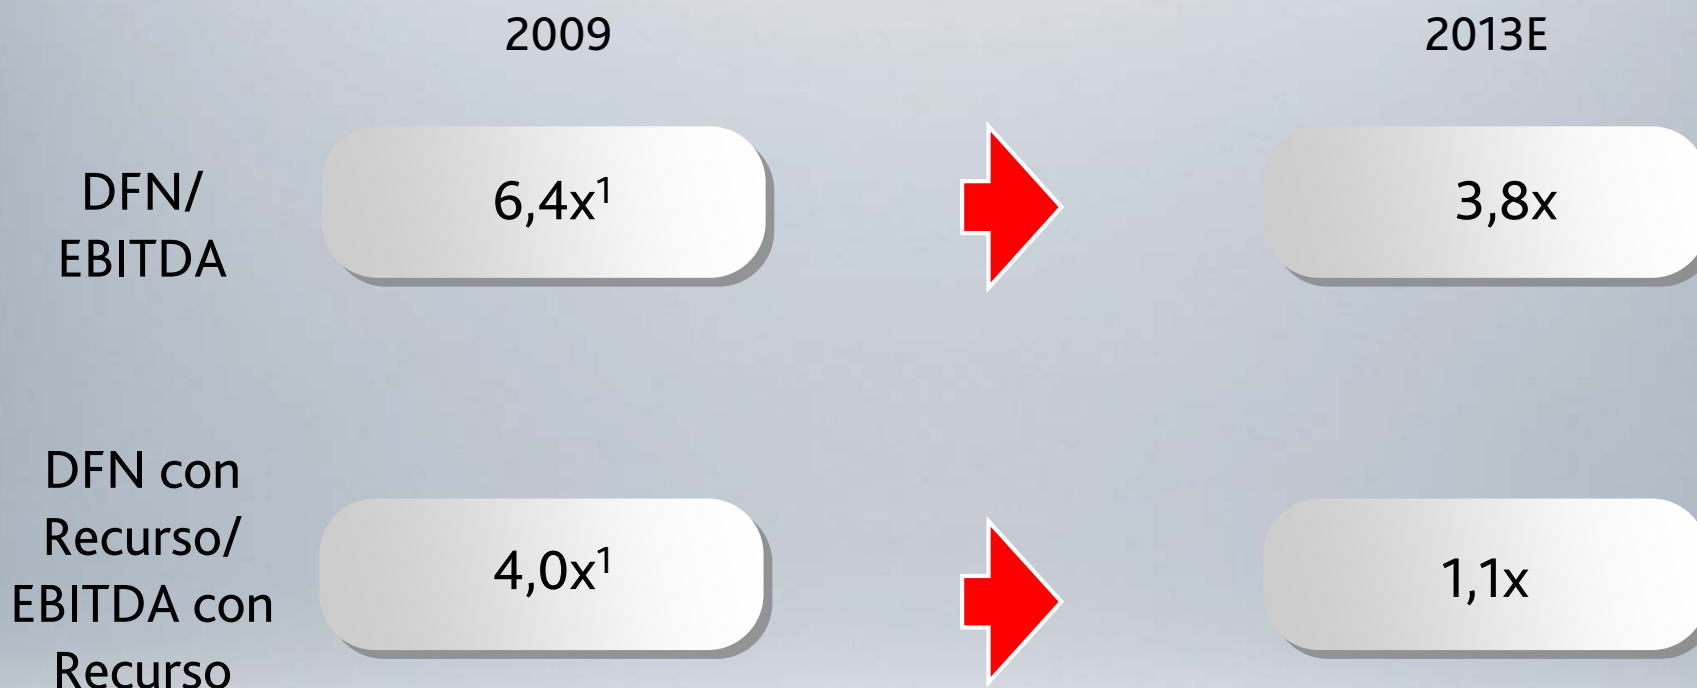 2009
2013E
DFN/
EBITDA
6,4x¹
3,8x
DFN con
Recurso/
EBITDA con
Recurso
4,0x¹
1,1x